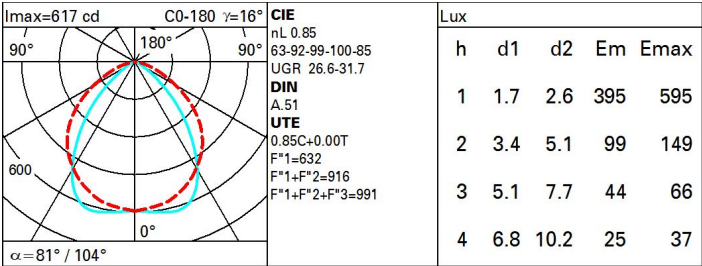 Imax=617 cd C0-180 γ=16°
90° 180° 90°
600
0°
α=81° / 104°
CIE
nL 0.85
63-92-99-100-85
UGR 26.6-31.7
DIN
A.51
UTE
0.85C+0.00T
F"1=632
F"1+F"2=916
F"1+F"2+F"3=991
Lux
h d1 d2 Em Emax
1 1.7 2.6 395 595
2 3.4 5.1 99 149
3 5.1 7.7 44 66
4 6.8 10.2 25 37